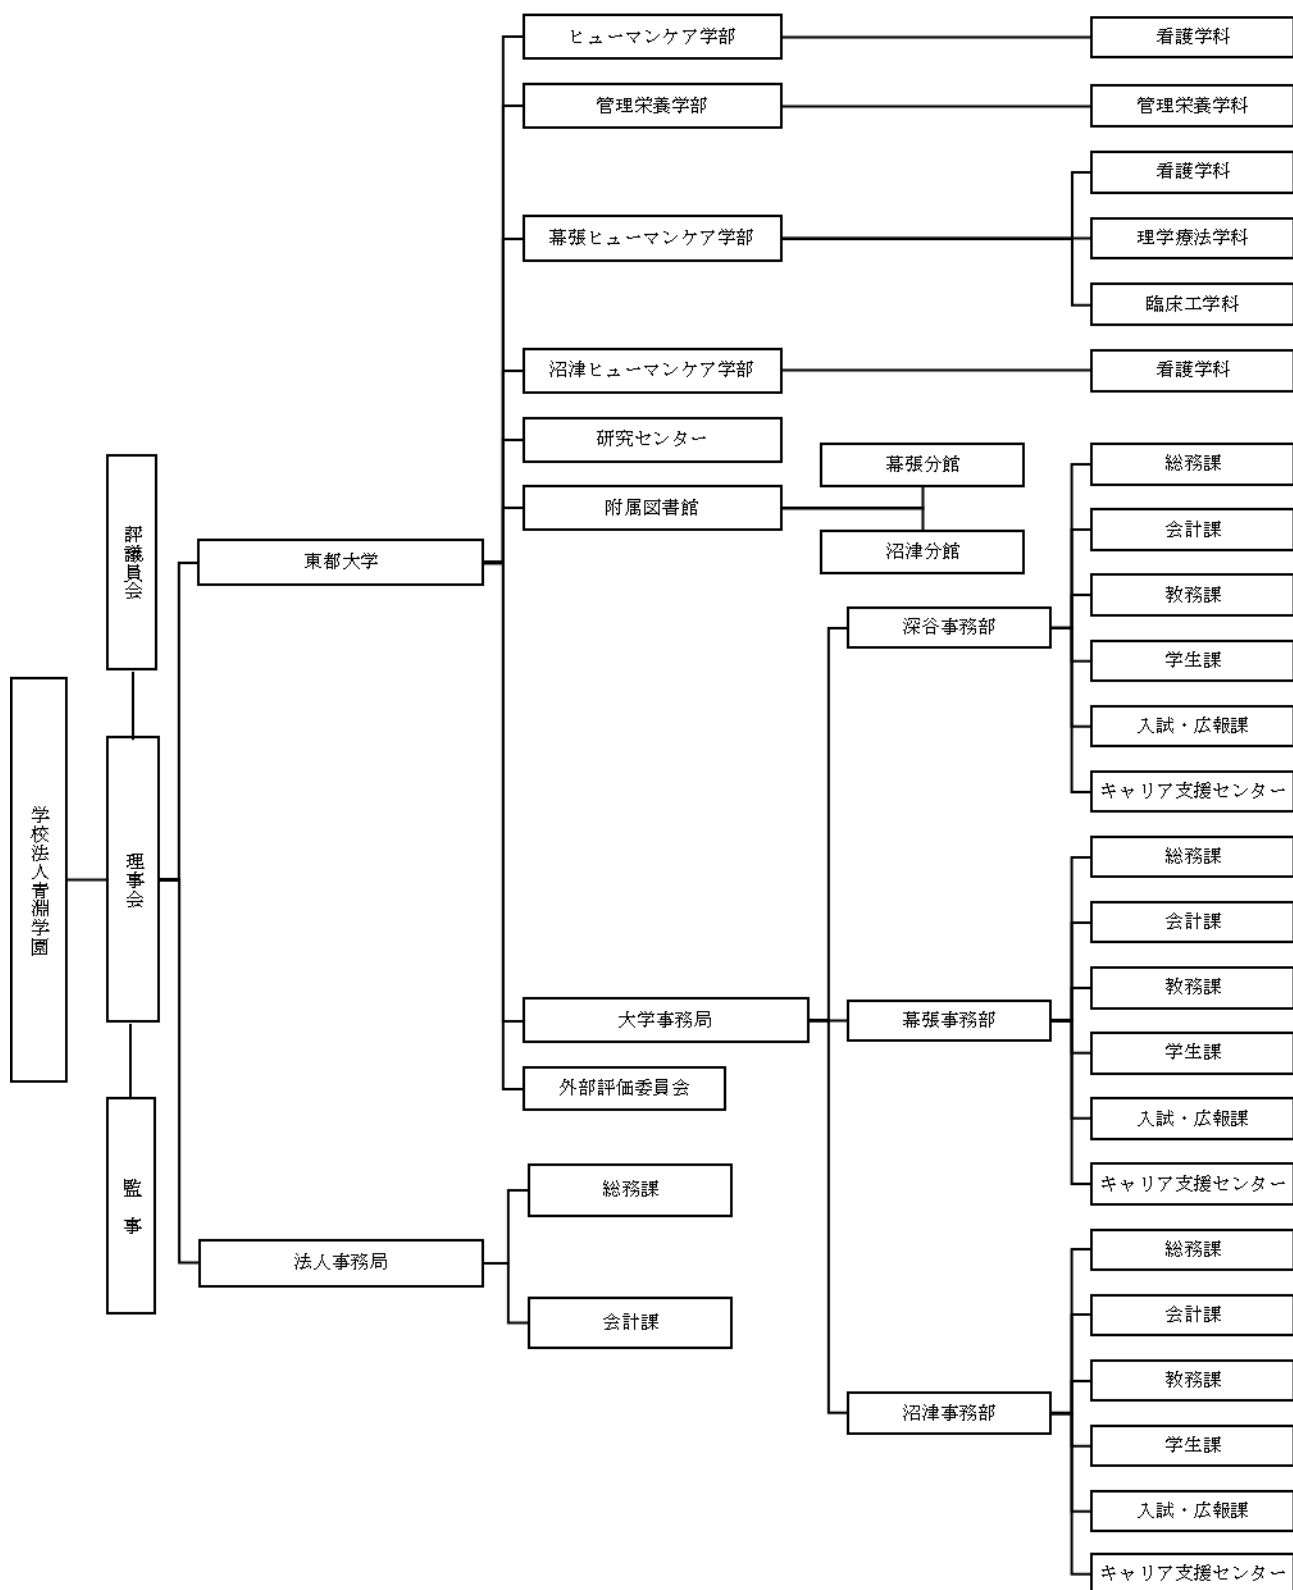 学校法人青淵学園
評議員会
理事会
監　事
東都大学
ヒューマンケア学部
看護学科
管理栄養学部
管理栄養学科
幕張ヒューマンケア学部
看護学科
理学療法学科
臨床工学科
沼津ヒューマンケア学部
看護学科
研究センター
附属図書館
幕張分館
沼津分館
大学事務局
深谷事務部
総務課
会計課
教務課
学生課
入試・広報課
キャリア支援センター
幕張事務部
総務課
会計課
教務課
学生課
入試・広報課
キャリア支援センター
沼津事務部
総務課
会計課
教務課
学生課
入試・広報課
キャリア支援センター
外部評価委員会
法人事務局
総務課
会計課